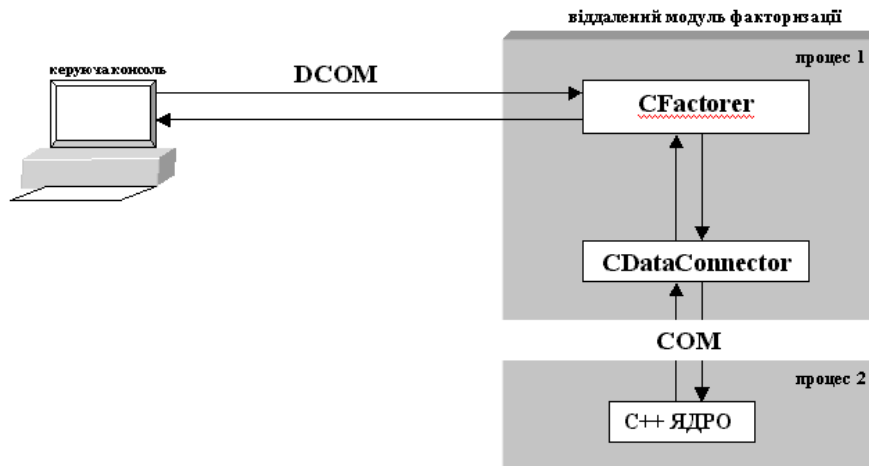 віддалений модуль факторизації
процес 1
керуюча консоль
DCOM
CFactorer
CDataConnector
COM
процес 2
C++ ЯДРО